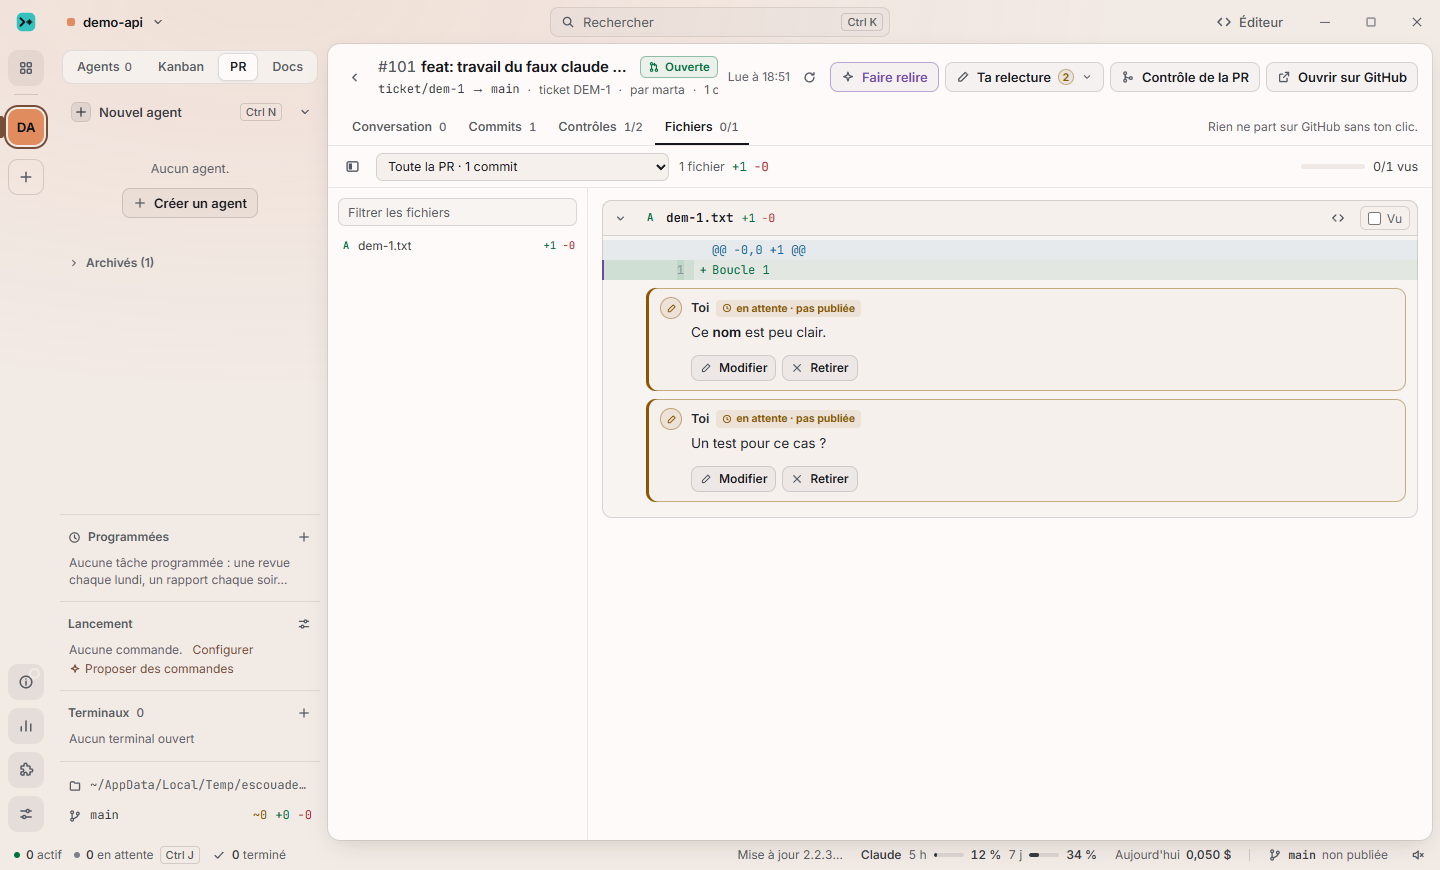 demo-api
Rechercher
Ctrl K
Éditeur
Agents 0
Kanban
PR
Docs
DA
Nouvel agent
Ctrl N
Aucun agent.
Créer un agent
Archivés (1)
Programmées
Aucune tâche programmée : une revue
chaque lundi, un rapport chaque soir...
Lancement
Aucune commande. Configurer
Proposer des commandes
Terminaux 0
Aucun terminal ouvert
~/AppData/Local/Temp/escouade…
main
~0 +0 -0
#101 feat: travail du faux claude ...
Ouverte
ticket/dem-1 → main · ticket DEM-1 · par marta · 1 c
Lue à 18:51
Faire relire
Ta relecture 2
Contrôle de la PR
Ouvrir sur GitHub
Conversation 0
Commits 1
Contrôles 1/2
Fichiers 0/1
Rien ne part sur GitHub sans ton clic.
Toute la PR · 1 commit
1 fichier +1 -0
0/1 vus
Filtrer les fichiers
A dem-1.txt +1 -0
A dem-1.txt +1 -0
Vu
@@ -0,0 +1 @@
1 + Boucle 1
Toi en attente · pas publiée
Ce nom est peu clair.
Modifier
Retirer
Toi en attente · pas publiée
Un test pour ce cas ?
Modifier
Retirer
0 actif
0 en attente
Ctrl J
0 terminé
Mise à jour 2.2.3...
Claude 5 h 12 % 7 j 34 %
Aujourd'hui 0,050 $
main non publiée